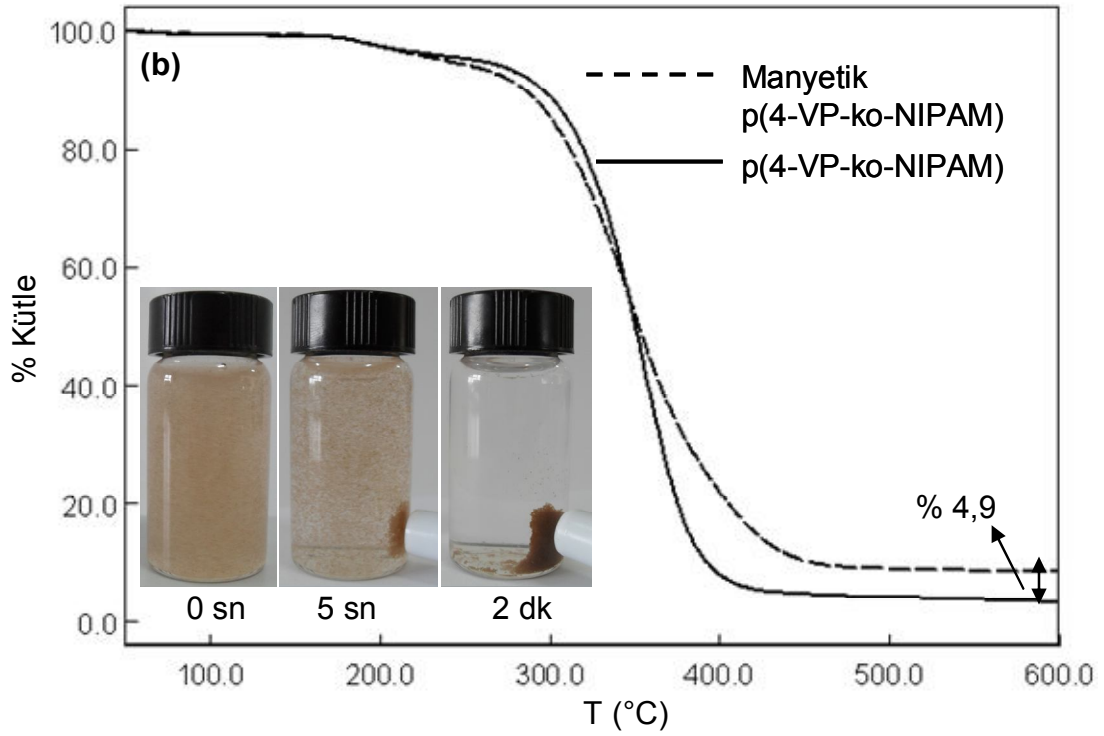 (b)
Manyetik
p(4-VP-ko-NIPAM)
p(4-VP-ko-NIPAM)
% Kütle
100.0
80.0
60.0
40.0
20.0
0.0
% 4,9
0 sn 5 sn 2 dk
100.0 200.0 300.0 400.0 500.0 600.0
T (°C)